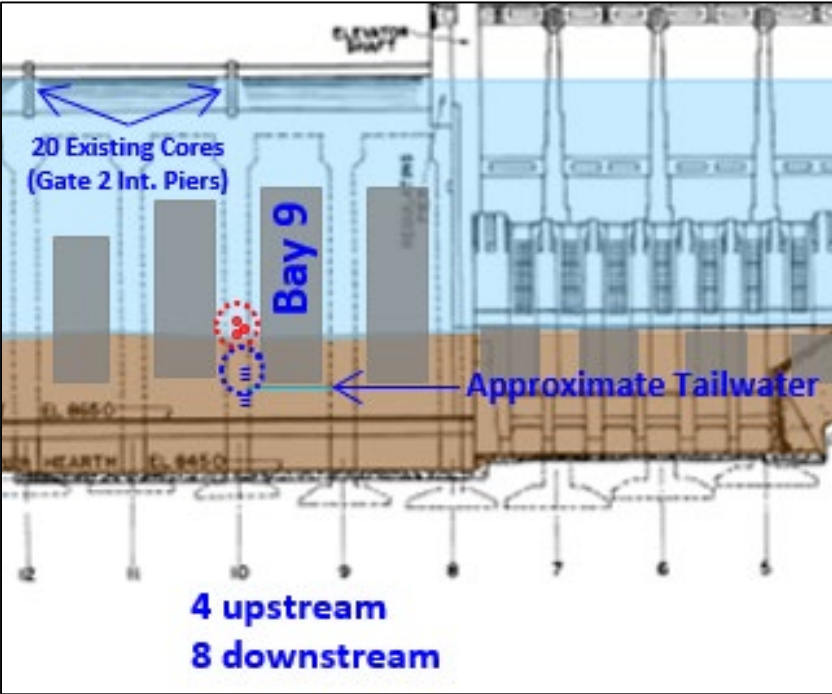 ELEVATOR
SHAFT
20 Existing Cores
(Gate 2 Int. Piers)
Bay 9
Approximate Tailwater
EL 8650
HEARTH EL 8450
12 11 10 9 8 7 6 5
4 upstream
8 downstream